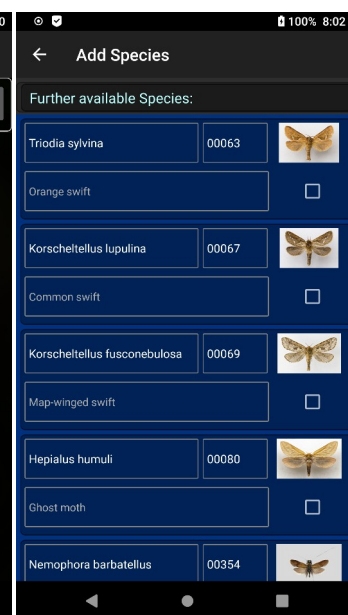 0
100% 8:02
Add Species
Further available Species:
Triodia sylvina 00063
Orange swift
Korscheltellus lupulina 00067
Common swift
Korscheltellus fusconebulosa 00069
Map-winged swift
Hepialus humuli 00080
Ghost moth
Nemophora barbatellus 00354